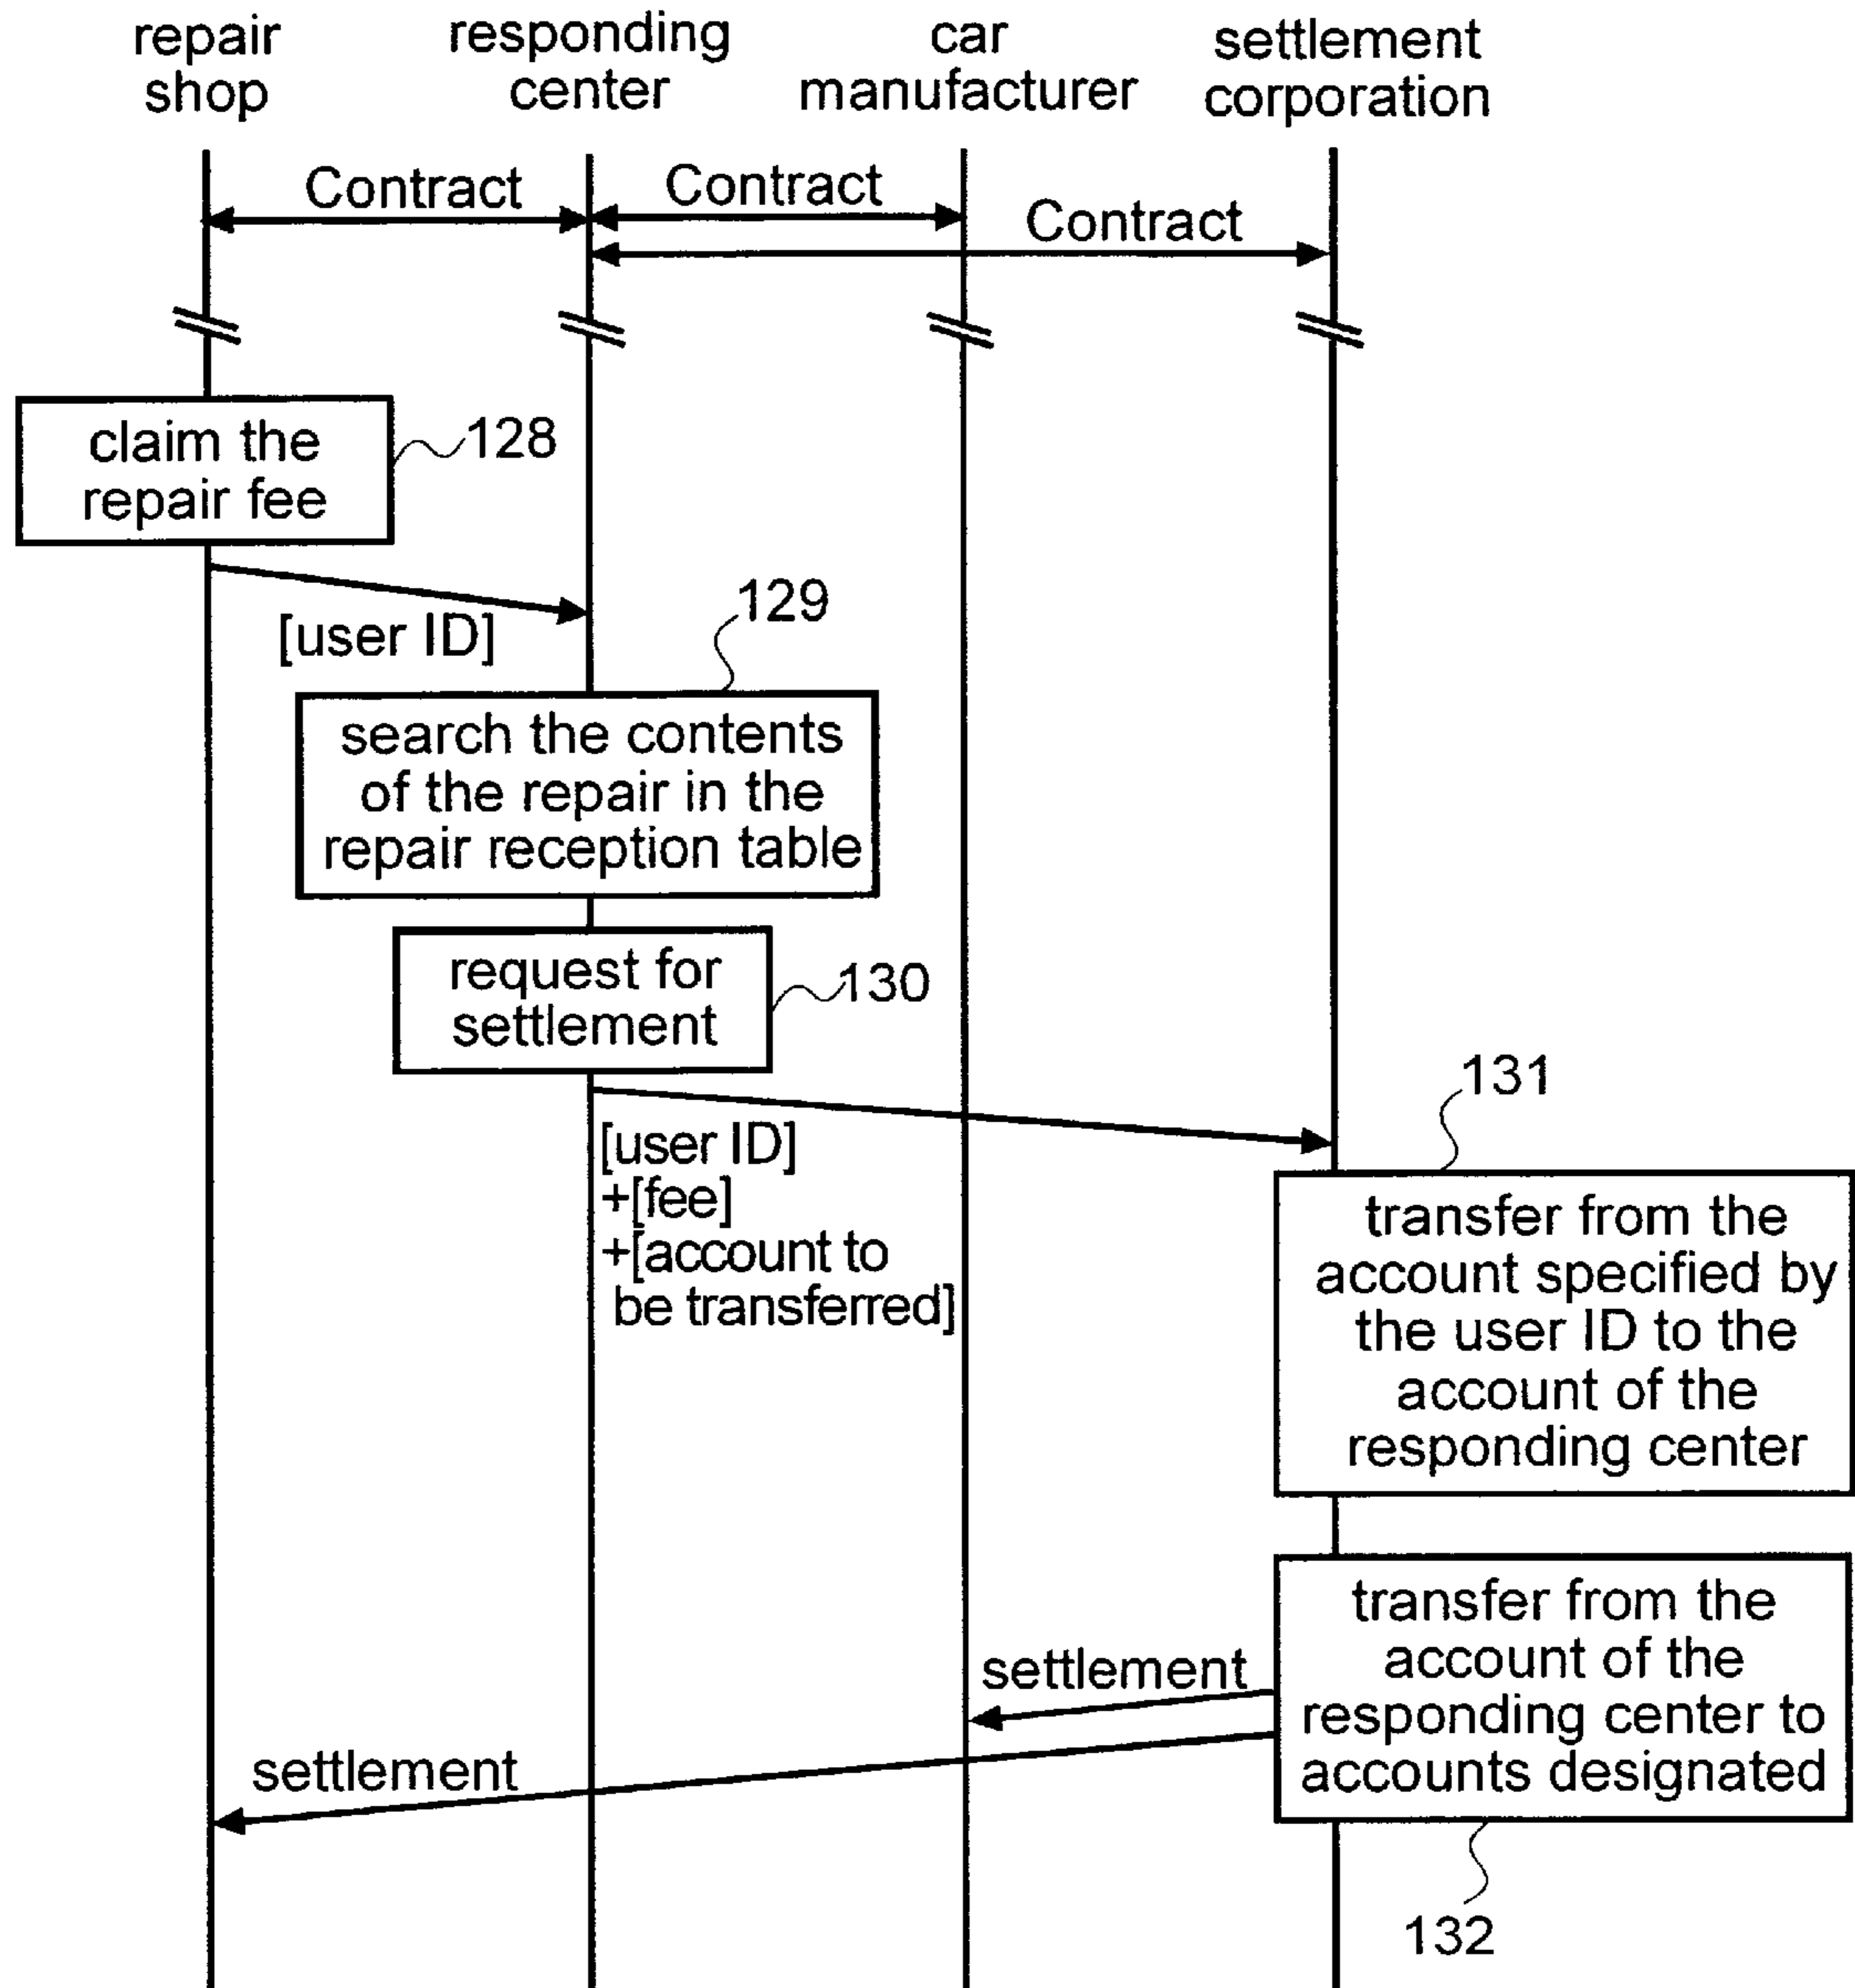 repair
shop
responding
center
car
manufacturer
settlement
corporation
Contract
Contract
Contract
claim the
repair fee
128
[user ID]
129
search the contents
of the repair in the
repair reception table
request for
settlement
130
[user ID]
+[fee]
+[account to
be transferred]
131
transfer from the
account specified by
the user ID to the
account of the
responding center
transfer from the
account of the
responding center to
accounts designated
settlement
settlement
132